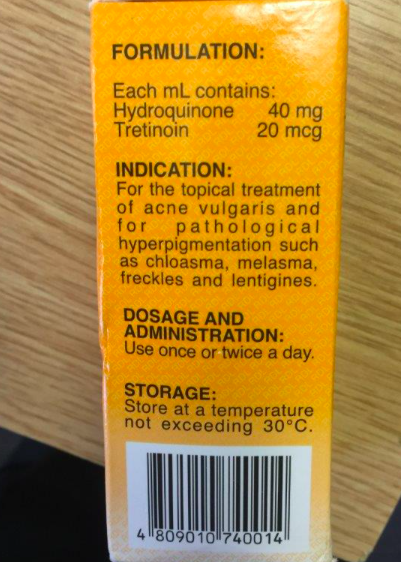 FORMULATION:
Each mL contains:
Hydroquinone 40 mg
Tretinoin 20 mcg
INDICATION:
For the topical treatment
of acne vulgaris and
for pathological
hyperpigmentation such
as chloasma, melasma,
freckles and lentigines.
DOSAGE AND
ADMINISTRATION:
Use once or twice a day.
STORAGE:
Store at a temperature
not exceeding 30°C.
4 809010 740014